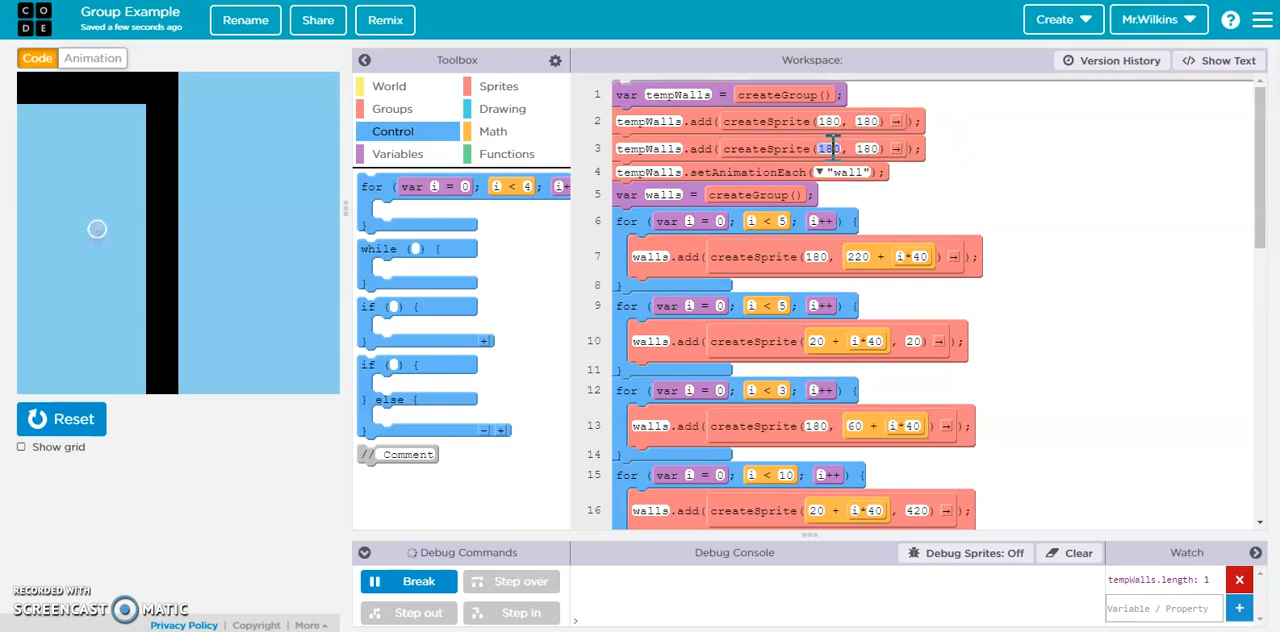 C O
D E
Group Example
Saved a few seconds ago
Rename
Share
Remix
Create
Mr.Wilkins
?
Code
Animation
Toolbox
Workspace:
Version History
</> Show Text
World
Sprites
Groups
Drawing
Control
Math
Variables
Functions
for ( var i = 0; i < 4; i+
}
while ( ) {
}
if ( ) {
} +
if ( ) {
} else {
} - +
// Comment
1 var tempWalls = createGroup() ;
2 tempWalls.add( createSprite(180, 180) → );
3 tempWalls.add( createSprite(180, 180) → );
4 tempWalls.setAnimationEach( ▼ "wall");
5 var walls = createGroup() ;
6 for ( var i = 0; i < 5; i++ ) {
7 walls.add( createSprite(180, 220 + i*40 ) → );
8 }
9 for ( var i = 0; i < 5; i++ ) {
10 walls.add( createSprite( 20 + i*40 , 20) → );
11 }
12 for ( var i = 0; i < 3; i++ ) {
13 walls.add( createSprite(180, 60 + i*40 ) → );
14 }
15 for ( var i = 0; i < 10; i++ ) {
16 walls.add( createSprite( 20 + i*40 , 420) → );
Reset
Show grid
Debug Commands
Debug Console
Debug Sprites: Off
Clear
Watch
Break
Step over
Step out
Step in
>
tempWalls.length: 1
x
Variable / Property
+
RECORDED WITH
SCREENCAST MATIC
Privacy Policy | Copyright | More